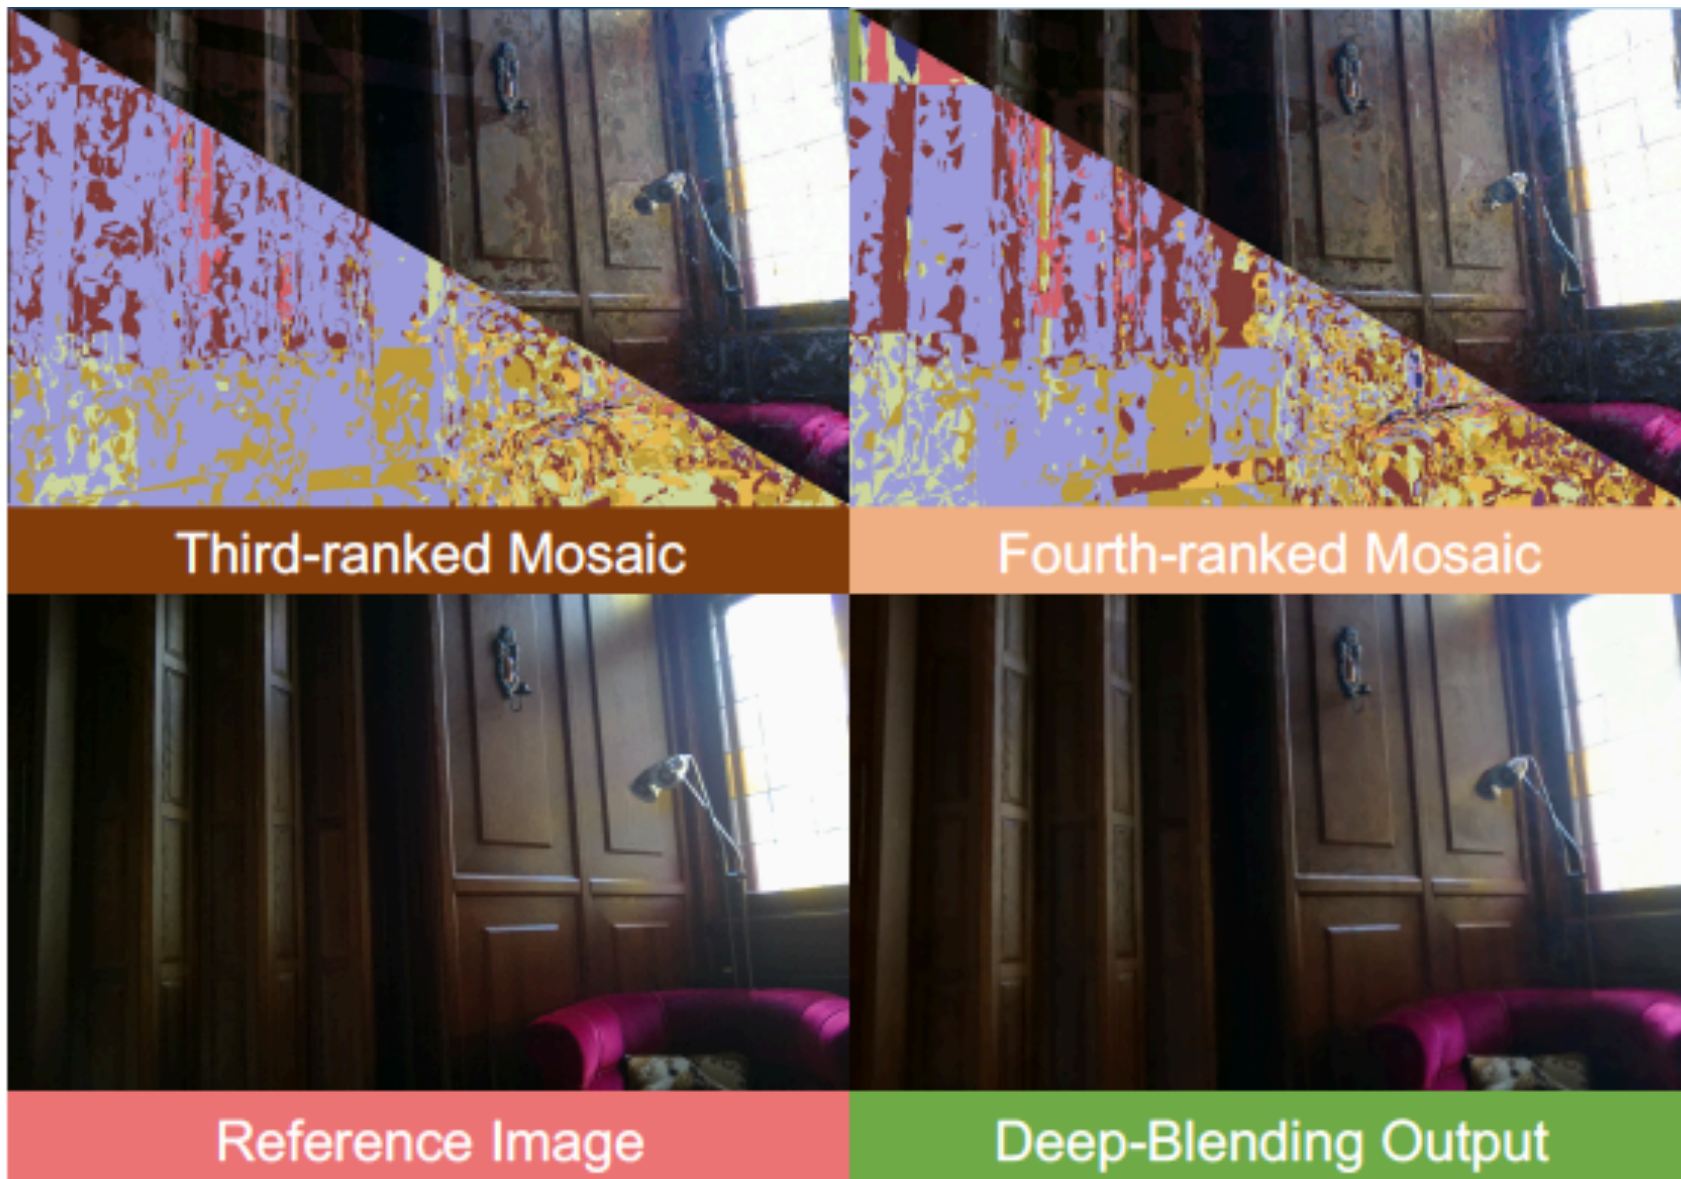 Third-ranked Mosaic
Fourth-ranked Mosaic
Reference Image
Deep-Blending Output